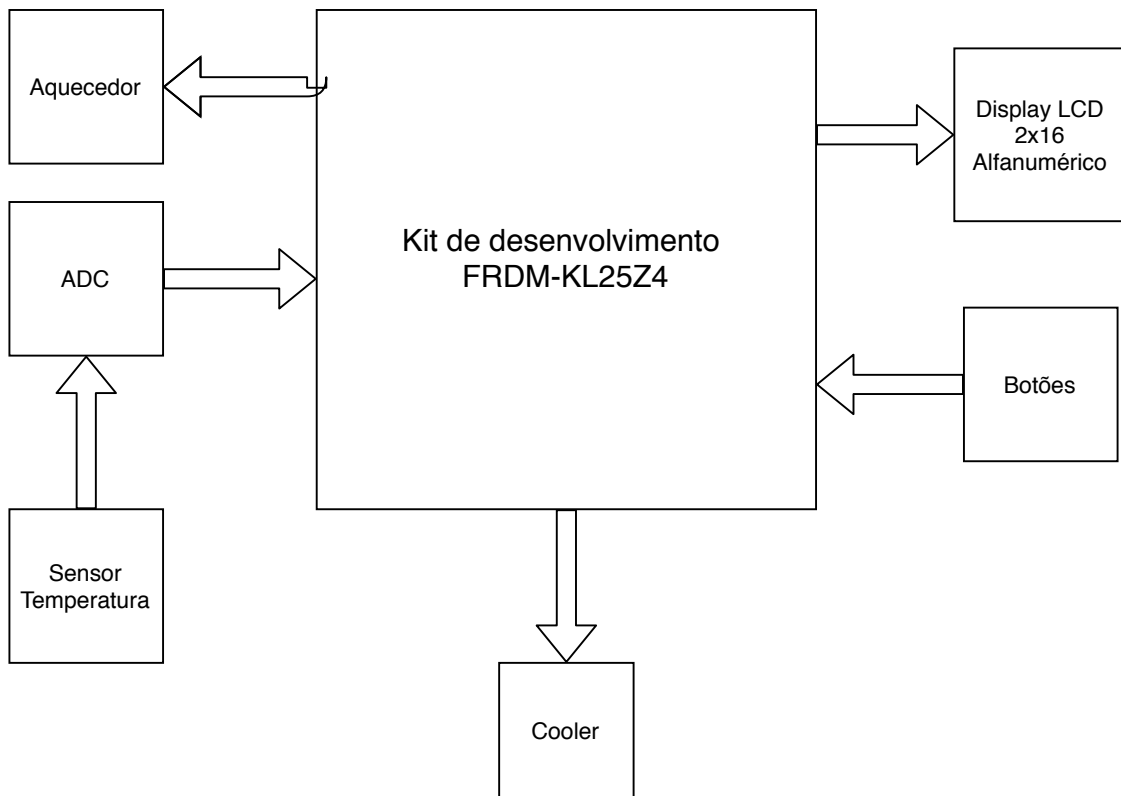 Aquecedor
Display LCD
2x16
Alfanumérico
Kit de desenvolvimento
FRDM-KL25Z4
ADC
Botões
Sensor
Temperatura
Cooler